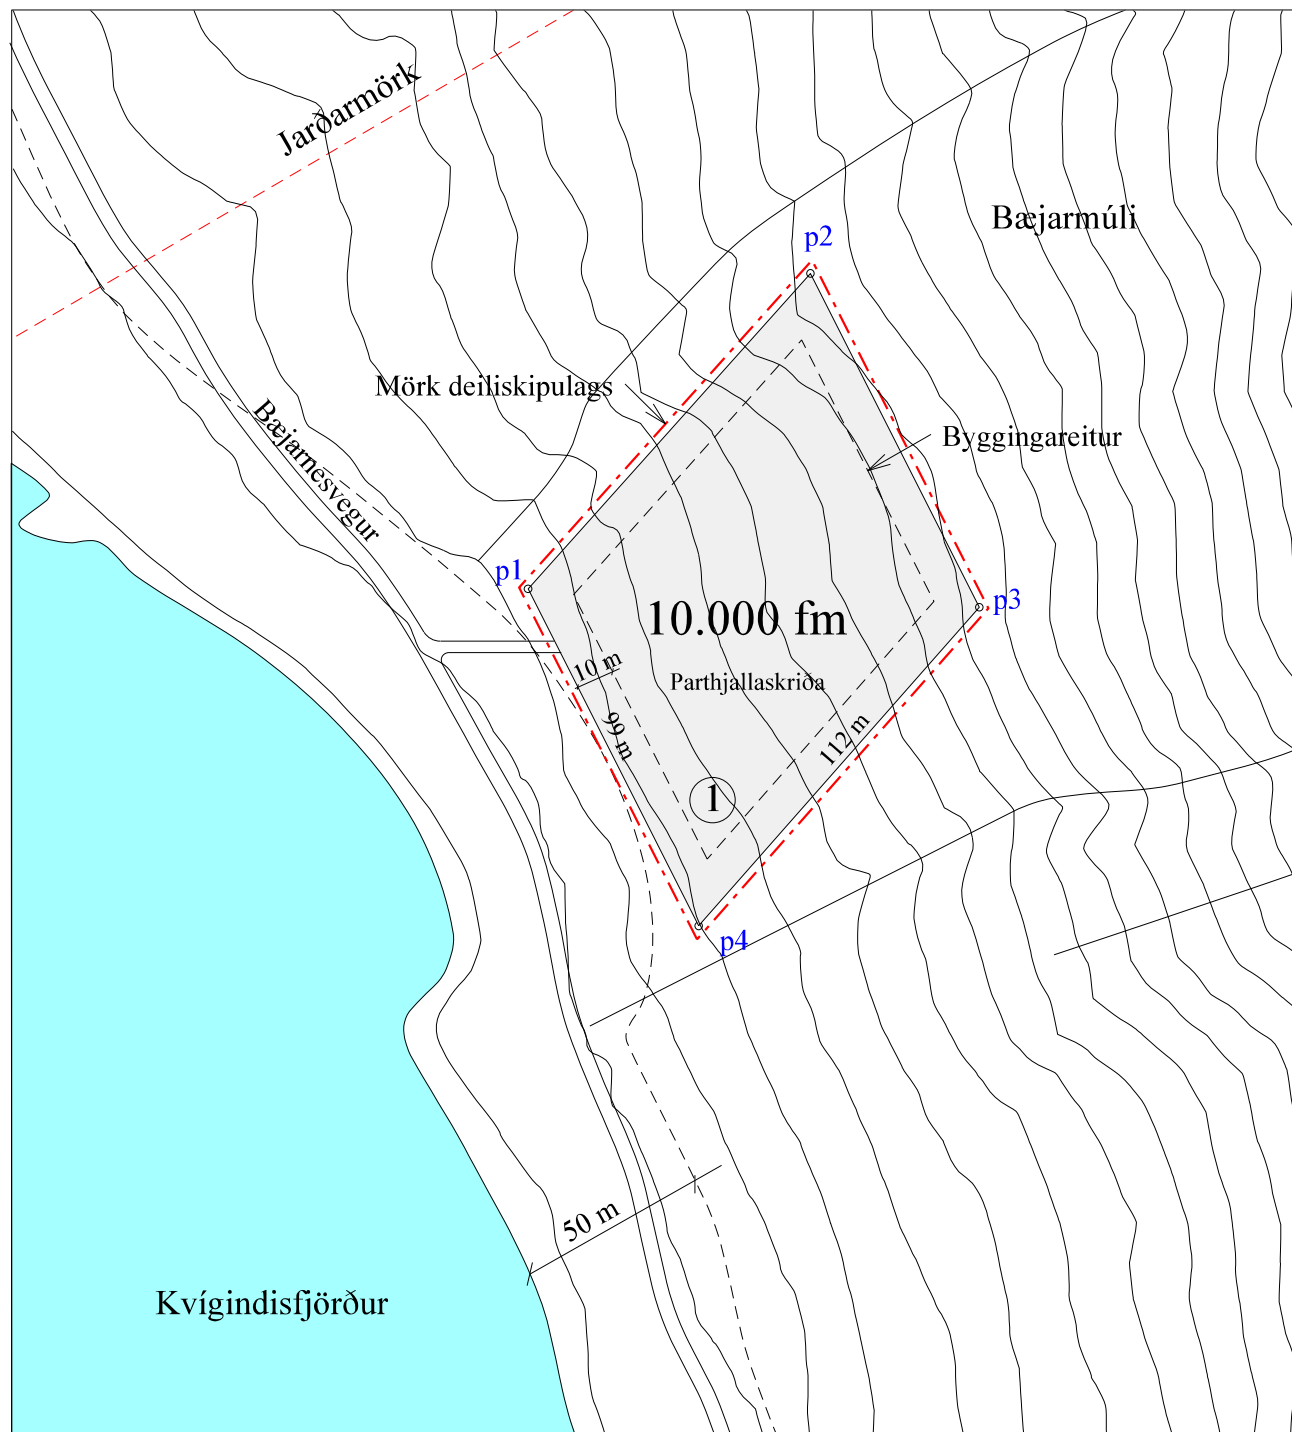 Jarðarmörk
Bæjarmúli
p2
Mörk deiliskipulags
Bæjarnesvegur
Byggingareitur
p1
p3
10.000 fm
10 m
Parthjallaskriða
99 m
112 m
1
p4
50 m
Kvígindisfjörður